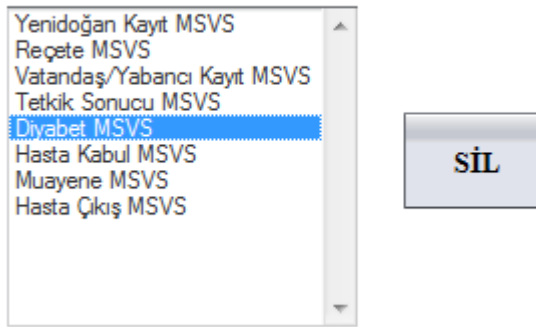 Yenidoğan Kayıt MSVS
Reçete MSVS
Vatandaş/Yabancı Kayıt MSVS
Tetkik Sonucu MSVS
Diyabet MSVS
Hasta Kabul MSVS
Muayene MSVS
Hasta Çıkış MSVS
SİL